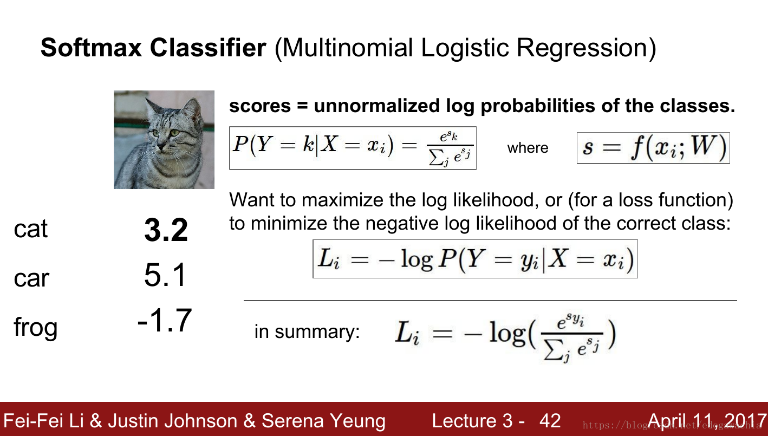 Softmax Classifier (Multinomial Logistic Regression)
scores = unnormalized log probabilities of the classes.
P(Y = k|X = x_i) = \frac{e^{s_k}}{\sum_j e^{s_j}} where s = f(x_i; W)
Want to maximize the log likelihood, or (for a loss function)
to minimize the negative log likelihood of the correct class:
L_i = − log P(Y = y_i|X = x_i)
cat 3.2
car 5.1
frog -1.7
in summary: L_i = − log(\frac{e^{s_{y_i}}}{\sum_j e^{s_j}})
Fei-Fei Li & Justin Johnson & Serena Yeung Lecture 3 - 42 April 11, 2017